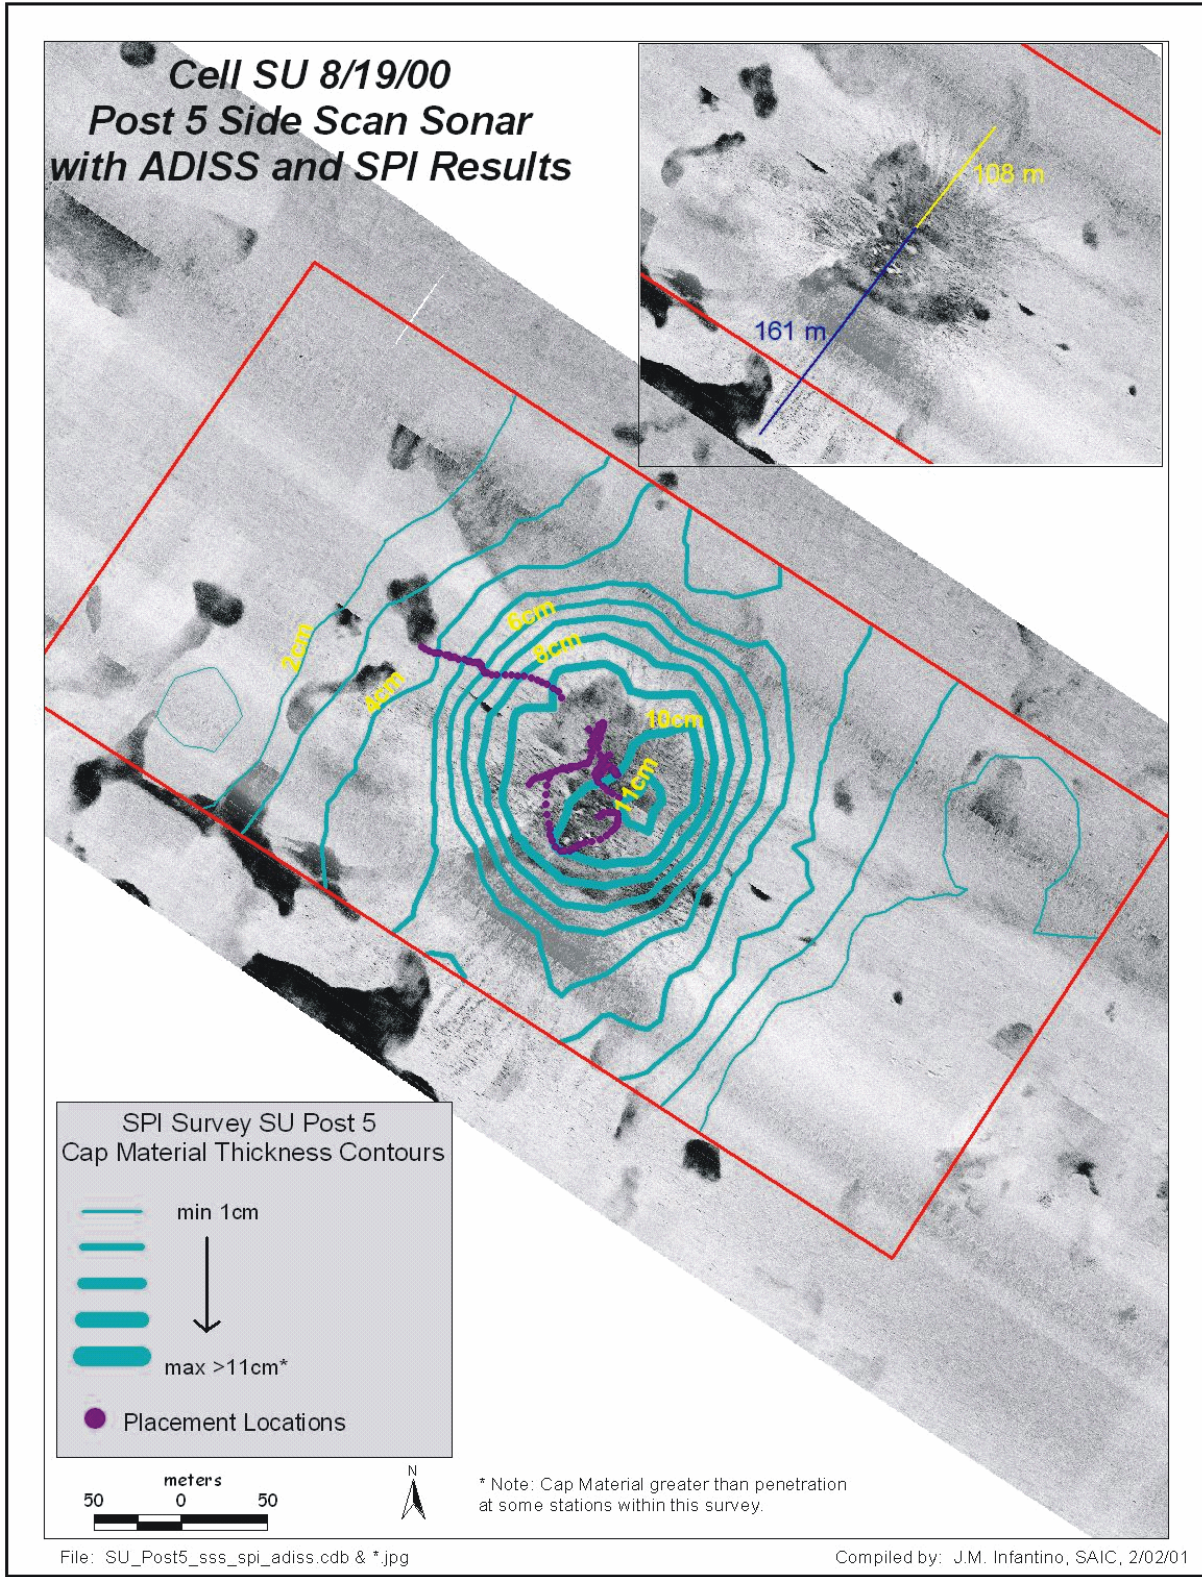 Cell SU 8/19/00
Post 5 Side Scan Sonar
with ADISS and SPI Results
108 m
161 m
2cm
4cm
6cm
8cm
10cm
11cm
SPI Survey SU Post 5
Cap Material Thickness Contours
min 1cm
max >11cm*
Placement Locations
meters
50 0 50
N
* Note: Cap Material greater than penetration
at some stations within this survey.
File: SU_Post5_sss_spi_adiss.cdb & *.jpg
Compiled by: J.M. Infantino, SAIC, 2/02/01